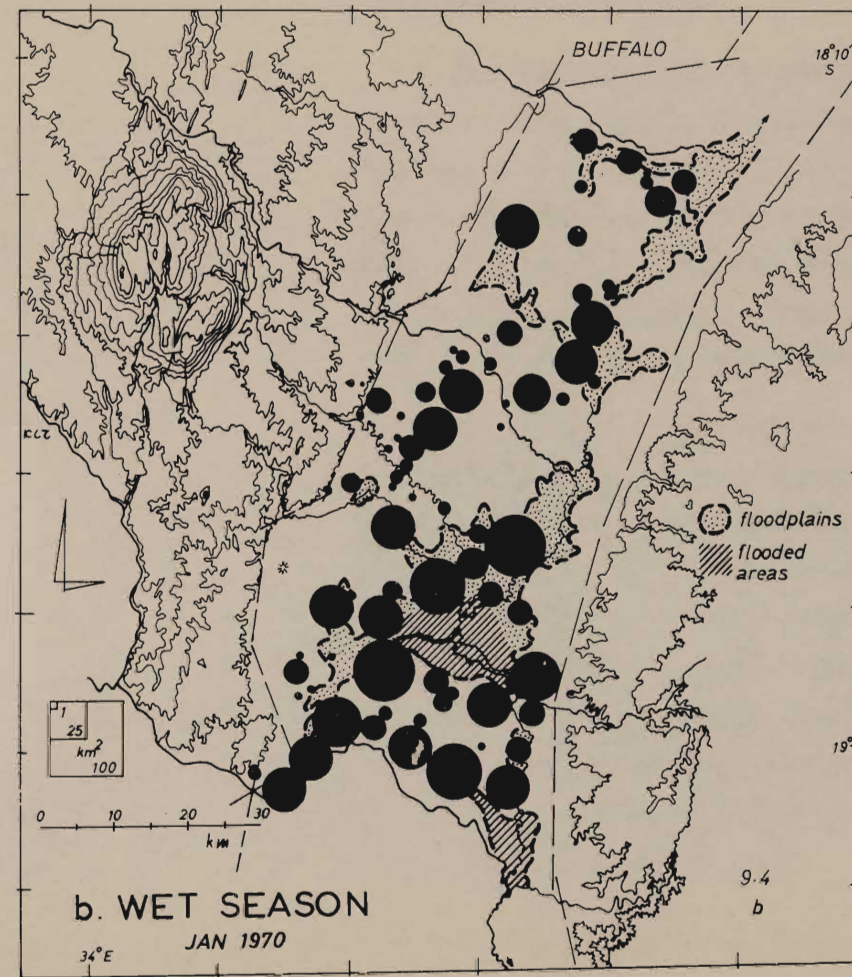 BUFFALO
18°10'
S
KLT
floodplains
flooded
areas
1
25
km²
100
19°
0 10 20 30
km
b. WET SEASON
JAN 1970
34°E
9·4
b